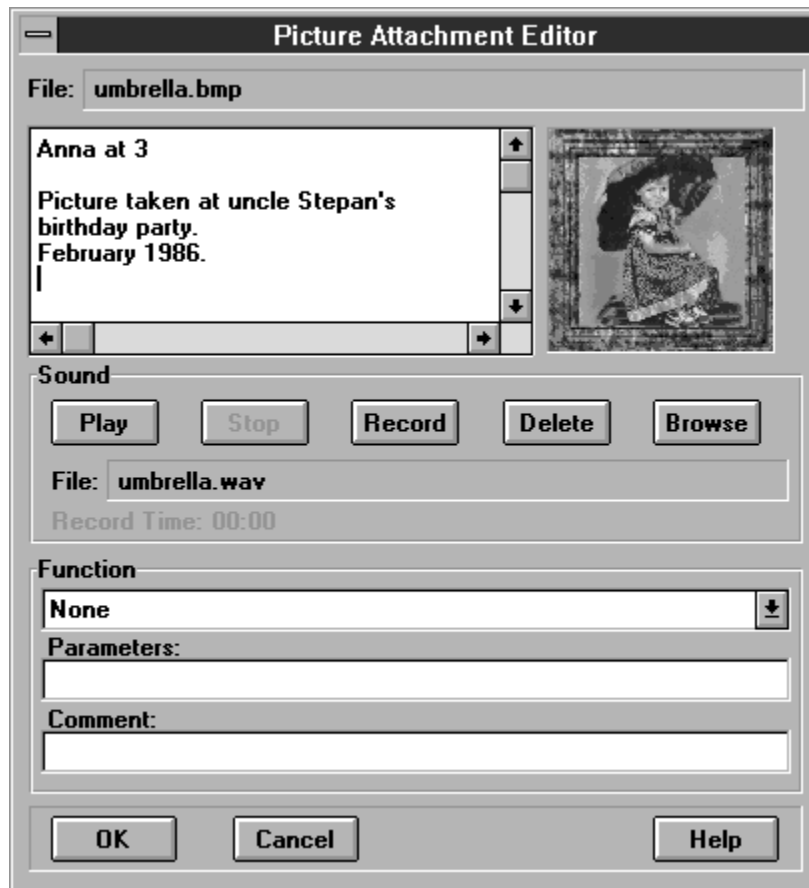 Picture Attachment Editor
File: umbrella.bmp
Anna at 3
Picture taken at uncle Stepan's
birthday party.
February 1986.
Sound
Play Stop Record Delete Browse
File: umbrella.wav
Record Time: 00:00
Function
None
Parameters:
Comment:
OK Cancel Help